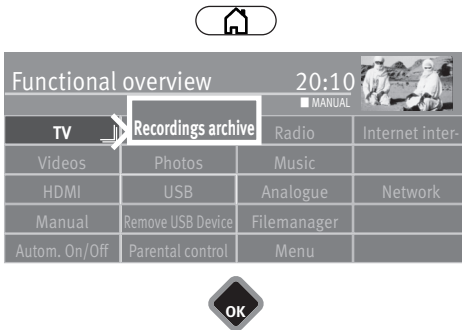 Functional overview 20:10
MANUAL
TV Recordings archive Radio Internet inter-
Videos Photos Music
HDMI USB Analogue Network
Manual Remove USB Device Filemanager
Autom. On/Off Parental control Menu
OK